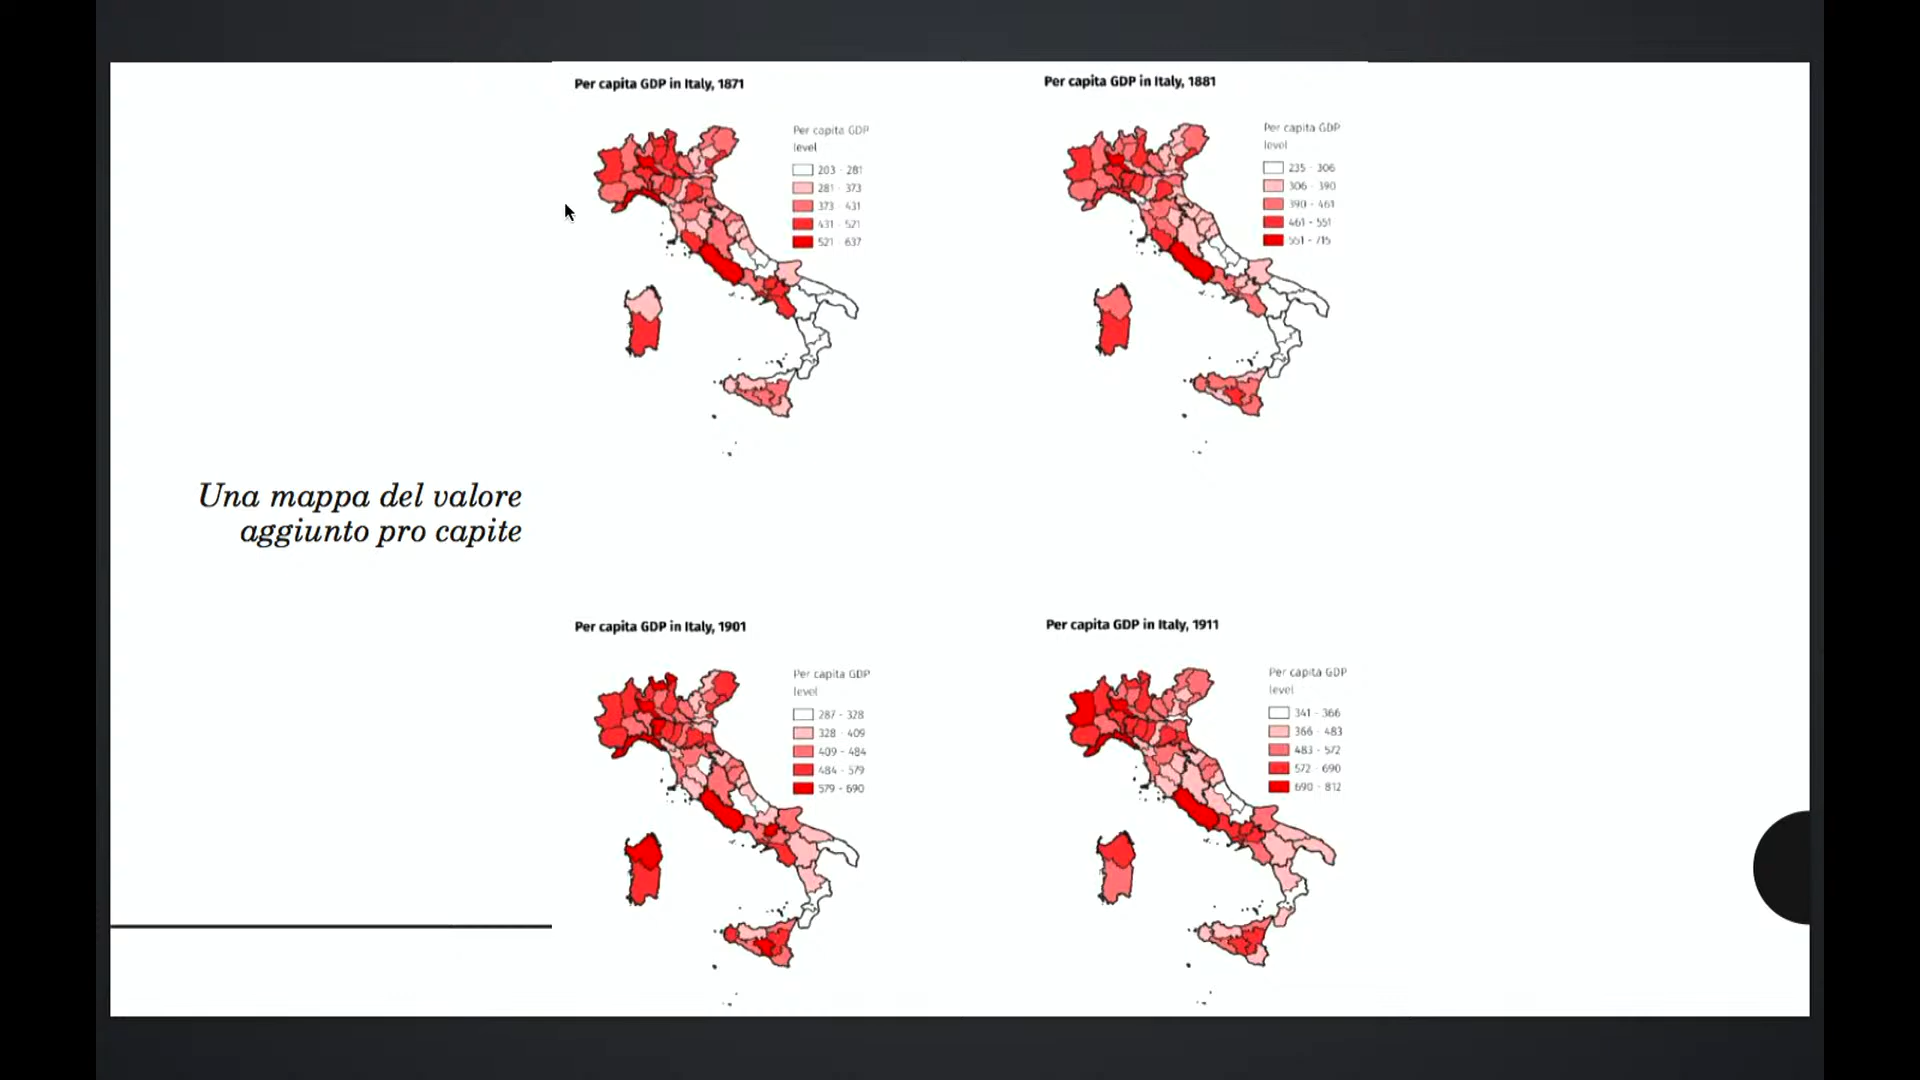 Per capita GDP in Italy, 1871
Per capita GDP
level
203 - 281
281 - 373
373 - 431
431 - 521
521 - 637
Per capita GDP in Italy, 1881
Per capita GDP
level
235 - 306
306 - 390
390 - 461
461 - 551
551 - 715
Una mappa del valore
aggiunto pro capite
Per capita GDP in Italy, 1901
Per capita GDP
level
287 - 328
328 - 409
409 - 484
484 - 579
579 - 690
Per capita GDP in Italy, 1911
Per capita GDP
level
341 - 366
366 - 483
483 - 572
572 - 690
690 - 812